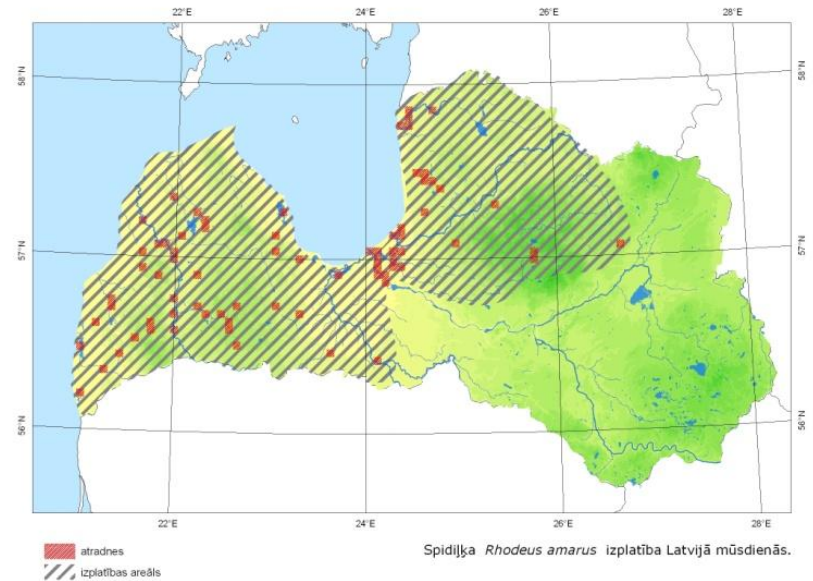 22°E 24°E 26°E 28°E
58°N 58°N
57°N 57°N
56°N 56°N
22°E 24°E 26°E 28°E
atradnes
izplatības areāls
Spidiļķa Rhodeus amarus izplatība Latvijā mūsdienās.